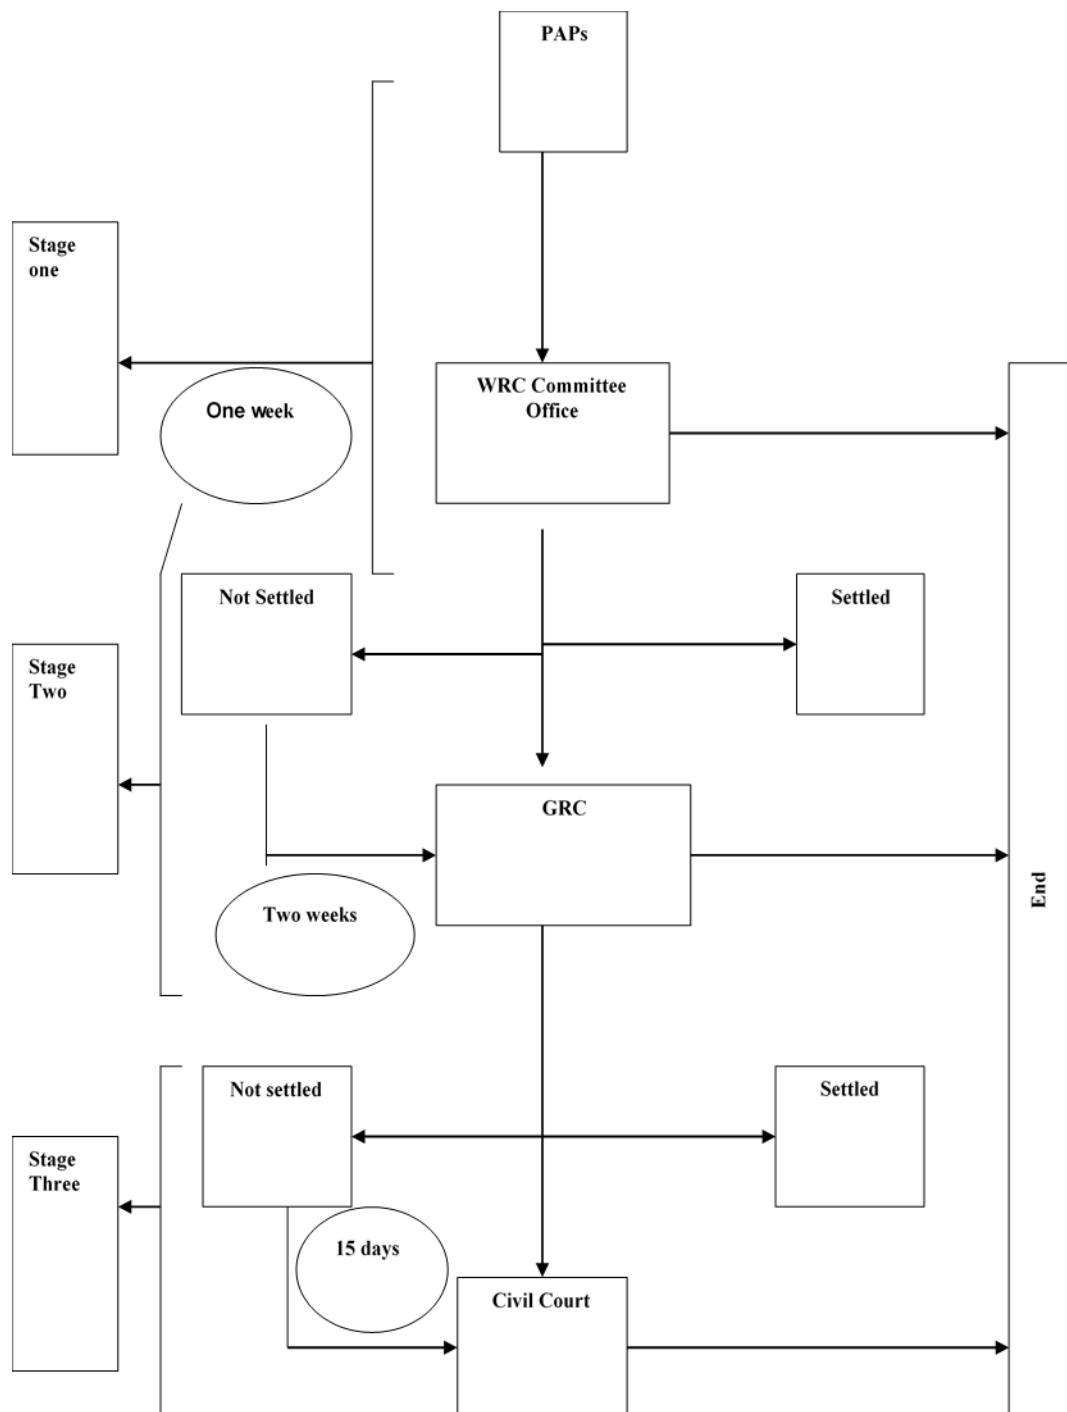 PAPs
Stage
one
WRC Committee
Office
One week
Not Settled
Settled
Stage
Two
GRC
End
Two weeks
Not settled
Settled
Stage
Three
15 days
Civil Court